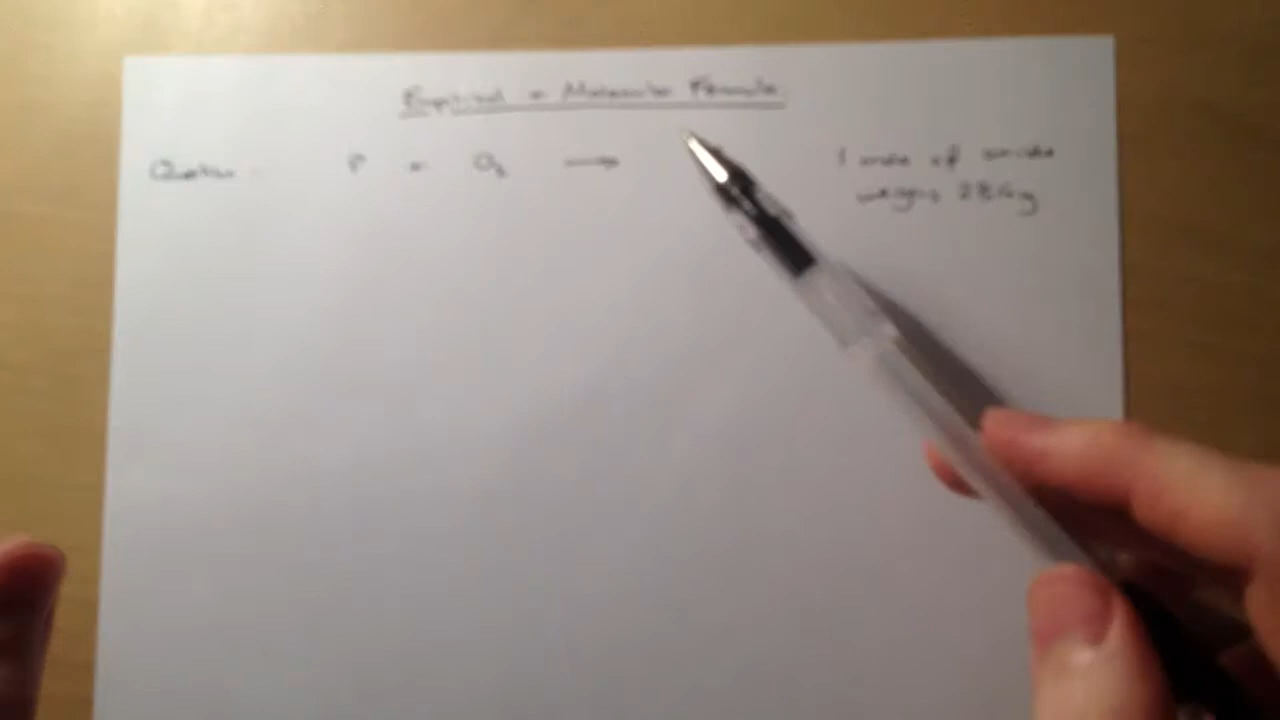 Empirical + Molecular Formula.
Question : P + O₂ → 1 mole of oxide
weighs 284g